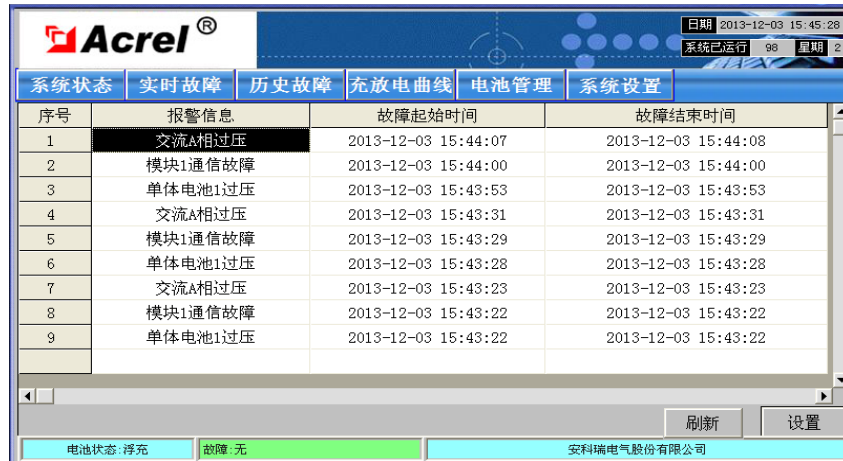 Acrel®
日期 2013-12-03 15:45:28
系统已运行 98 星期 2
系统状态 实时故障 历史故障 充放电曲线 电池管理 系统设置
序号 报警信息 故障起始时间 故障结束时间
1 交流A相过压 2013-12-03 15:44:07 2013-12-03 15:44:08
2 模块1通信故障 2013-12-03 15:44:00 2013-12-03 15:44:00
3 单体电池1过压 2013-12-03 15:43:53 2013-12-03 15:43:53
4 交流A相过压 2013-12-03 15:43:31 2013-12-03 15:43:31
5 模块1通信故障 2013-12-03 15:43:29 2013-12-03 15:43:29
6 单体电池1过压 2013-12-03 15:43:28 2013-12-03 15:43:28
7 交流A相过压 2013-12-03 15:43:23 2013-12-03 15:43:23
8 模块1通信故障 2013-12-03 15:43:22 2013-12-03 15:43:22
9 单体电池1过压 2013-12-03 15:43:22 2013-12-03 15:43:22
刷新 设置
电池状态:浮充 故障:无 安科瑞电气股份有限公司